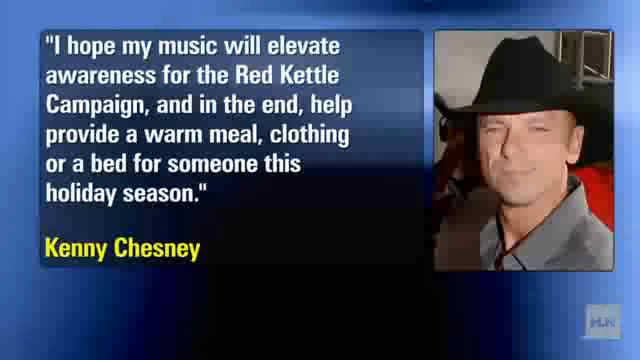 "I hope my music will elevate
awareness for the Red Kettle
Campaign, and in the end, help
provide a warm meal, clothing
or a bed for someone this
holiday season."
Kenny Chesney
HLN